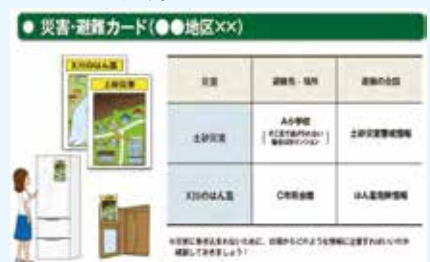 ● 災害・避難カード(●●地区××)
X川のはん濫
土砂災害
災害
避難先・場所
避難の合図
土砂災害
A小学校
土砂災害警戒情報
X川のはん濫
C市民会館
はん濫危険情報